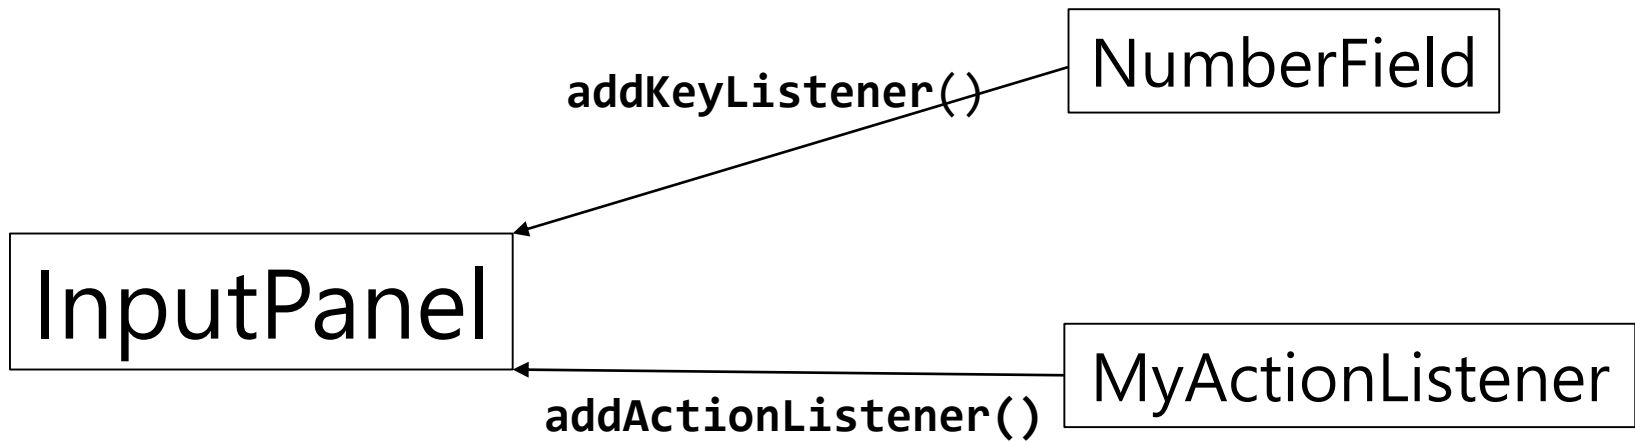 NumberField
addKeyListener()
InputPanel
MyActionListener
addActionListener()